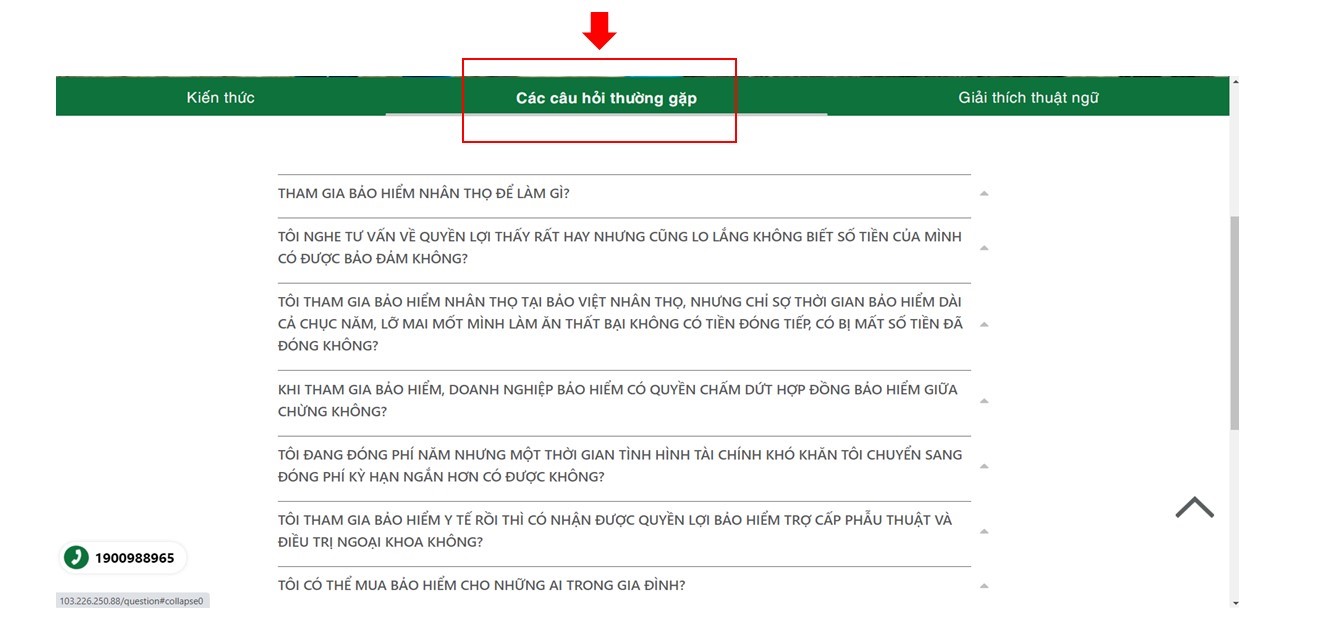 Kiến thức
Các câu hỏi thường gặp
Giải thích thuật ngữ
THAM GIA BẢO HIỂM NHÂN THỌ ĐỂ LÀM GÌ?
TÔI NGHE TƯ VẤN VỀ QUYỀN LỢI THẤY RẤT HAY NHƯNG CŨNG LO LẮNG KHÔNG BIẾT SỐ TIỀN CỦA MÌNH
CÓ ĐƯỢC BẢO ĐẢM KHÔNG?
TÔI THAM GIA BẢO HIỂM NHÂN THỌ TẠI BẢO VIỆT NHÂN THỌ, NHƯNG CHỈ SỢ THỜI GIAN BẢO HIỂM DÀI
CẢ CHỤC NĂM, LỠ MAI MỐT MÌNH LÀM ĂN THẤT BẠI KHÔNG CÓ TIỀN ĐÓNG TIẾP, CÓ BỊ MẤT SỐ TIỀN ĐÃ
ĐÓNG KHÔNG?
KHI THAM GIA BẢO HIỂM, DOANH NGHIỆP BẢO HIỂM CÓ QUYỀN CHẤM DỨT HỢP ĐỒNG BẢO HIỂM GIỮA
CHỪNG KHÔNG?
TÔI ĐANG ĐÓNG PHÍ NĂM NHƯNG MỘT THỜI GIAN TÌNH HÌNH TÀI CHÍNH KHÓ KHĂN TÔI CHUYỂN SANG
ĐÓNG PHÍ KỲ HẠN NGẮN HƠN CÓ ĐƯỢC KHÔNG?
TÔI THAM GIA BẢO HIỂM Y TẾ RỒI THÌ CÓ NHẬN ĐƯỢC QUYỀN LỢI BẢO HIỂM TRỢ CẤP PHẪU THUẬT VÀ
ĐIỀU TRỊ NGOẠI KHOA KHÔNG?
TÔI CÓ THỂ MUA BẢO HIỂM CHO NHỮNG AI TRONG GIA ĐÌNH?
1900988965
103.226.250.88/question#collapse0